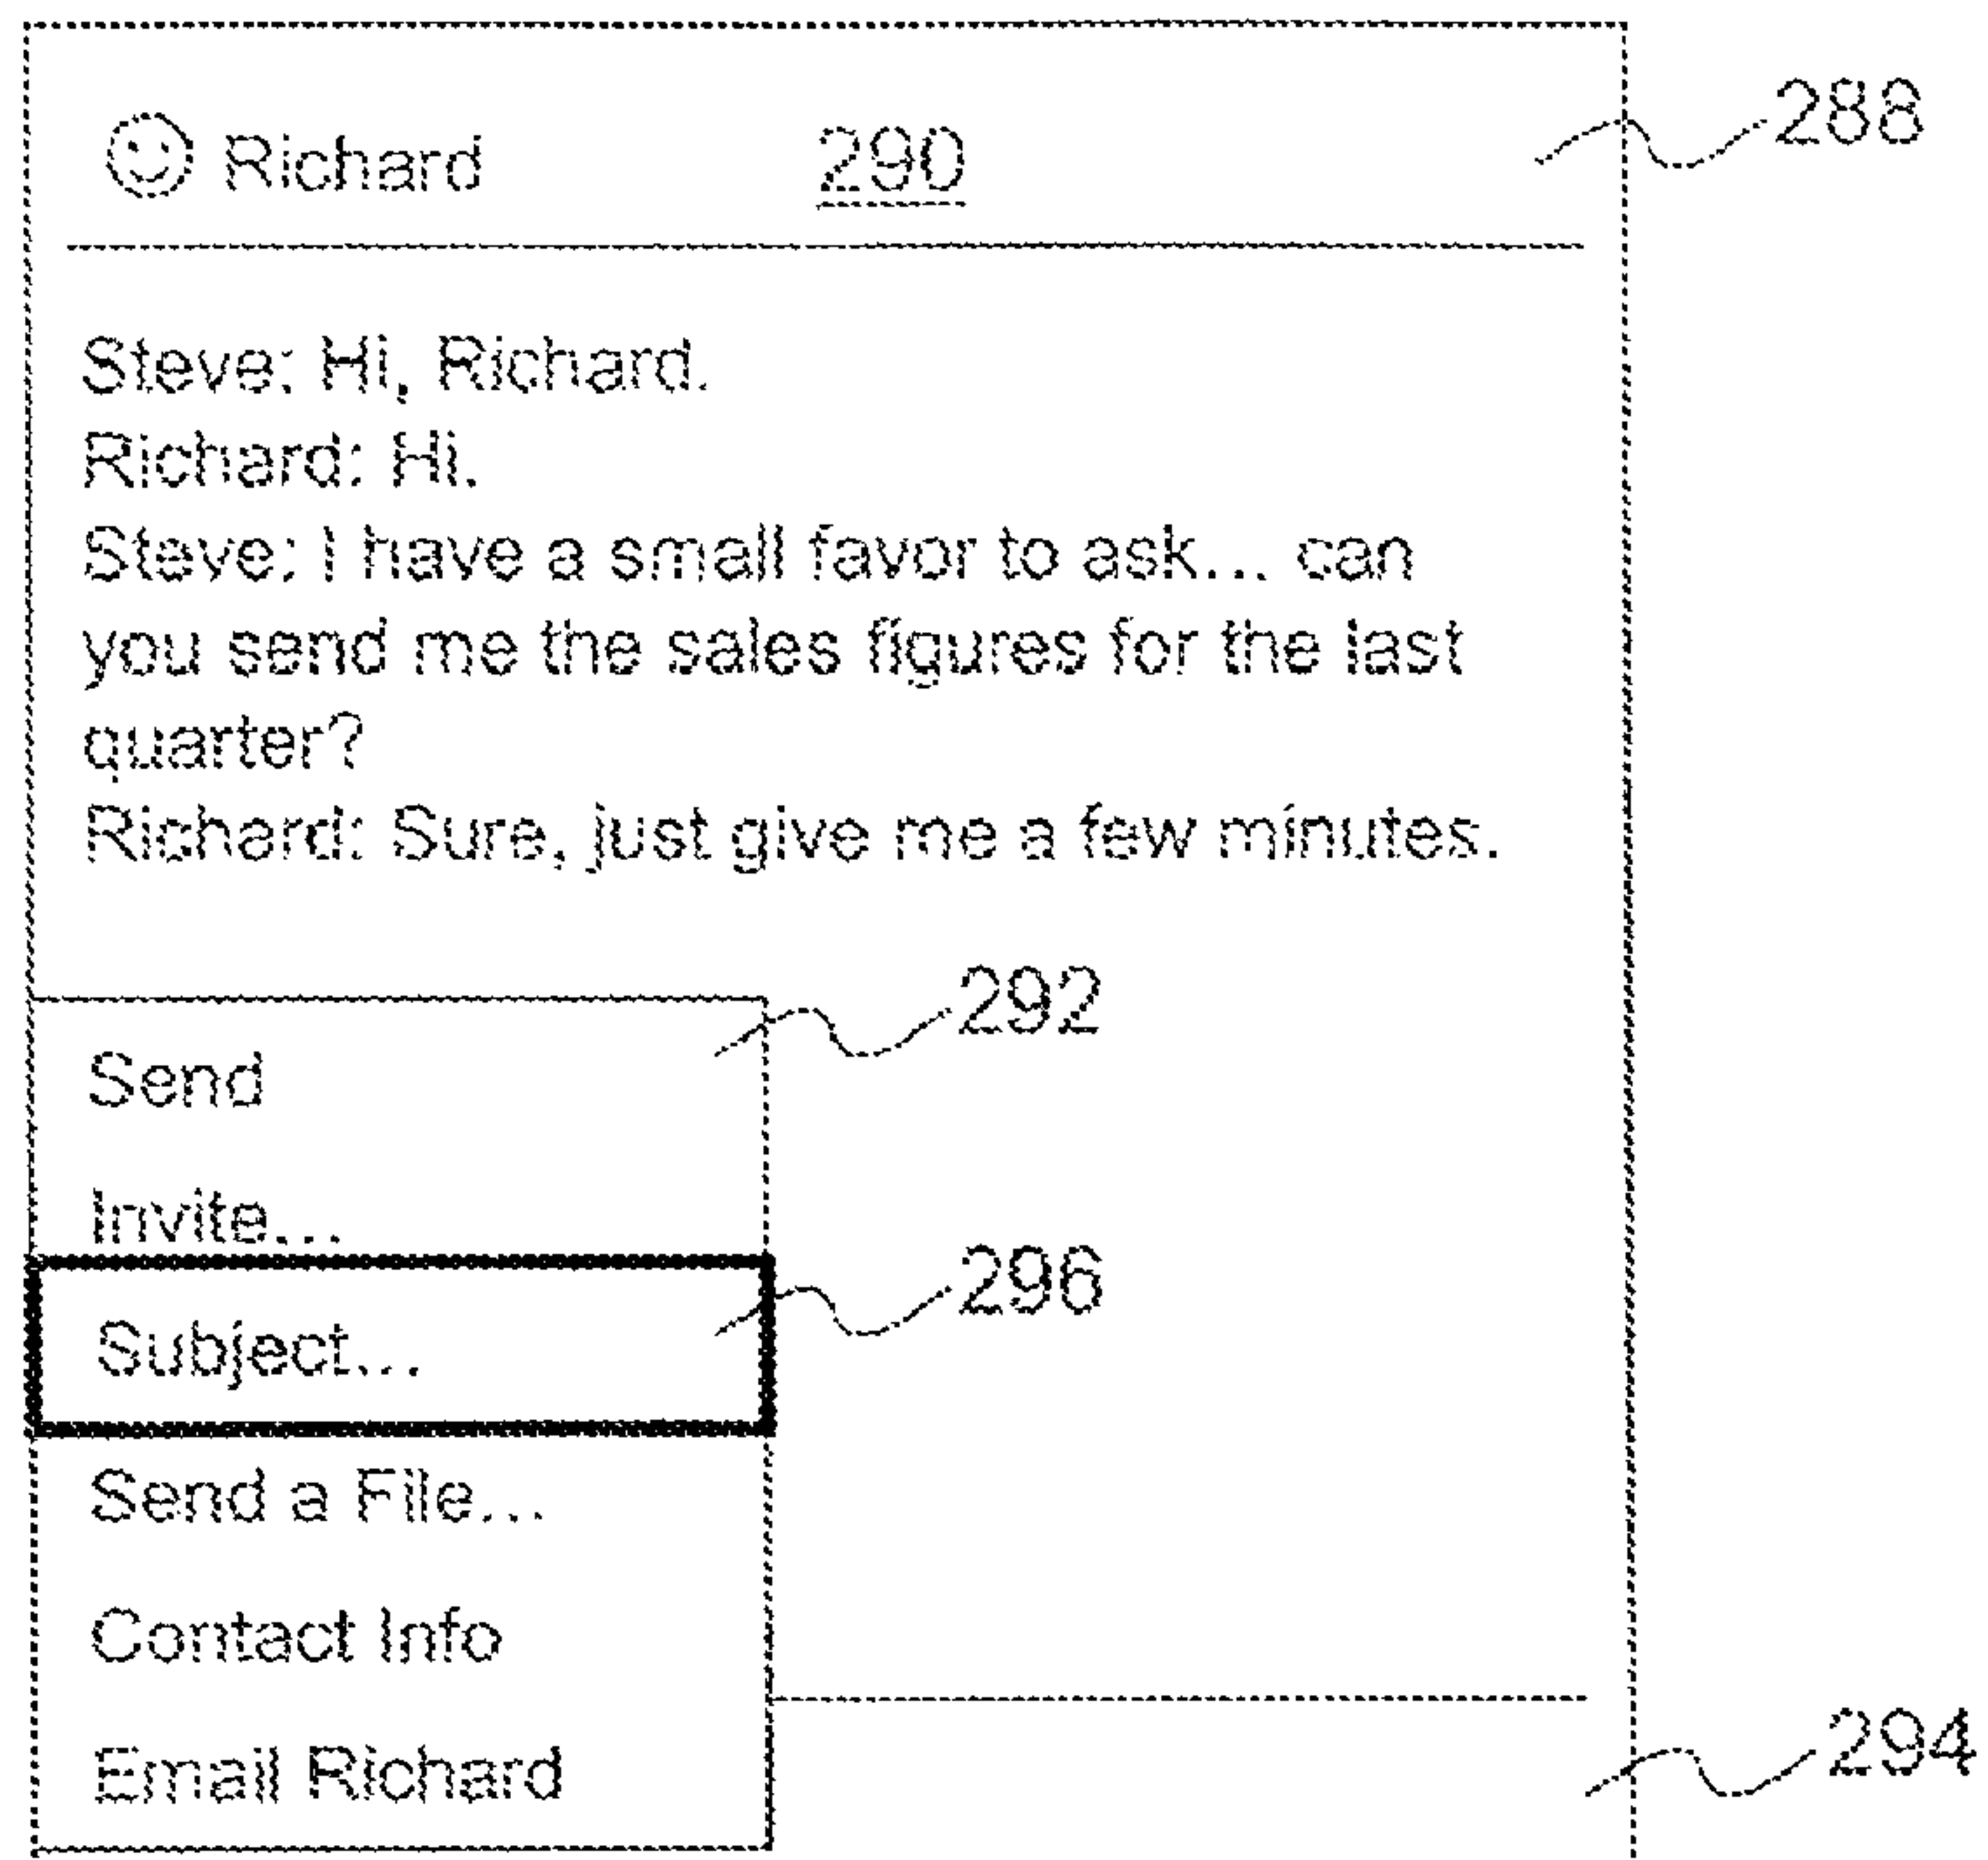 288
Richard 290
Steve: Hi, Richard.
Richard: Hi.
Steve: I have a small favor to ask... can
you send me the sales figures for the last
quarter?
Richard: Sure, just give me a few minutes.
292
Send
Invite...
296
Subject...
Send a File...
Contact Info
294
Email Richard